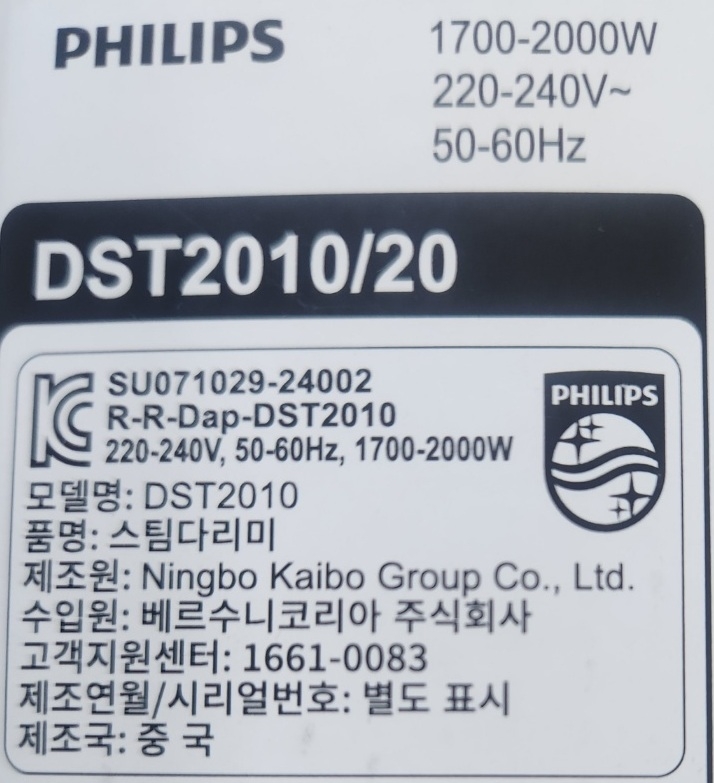 PHILIPS
1700-2000W
220-240V~
50-60Hz
DST2010/20
SU071029-24002
R-R-Dap-DST2010
220-240V, 50-60Hz, 1700-2000W
PHILIPS
모델명: DST2010
품명: 스팀다리미
제조원: Ningbo Kaibo Group Co., Ltd.
수입원: 베르수니코리아 주식회사
고객지원센터: 1661-0083
제조연월/시리얼번호: 별도 표시
제조국: 중 국